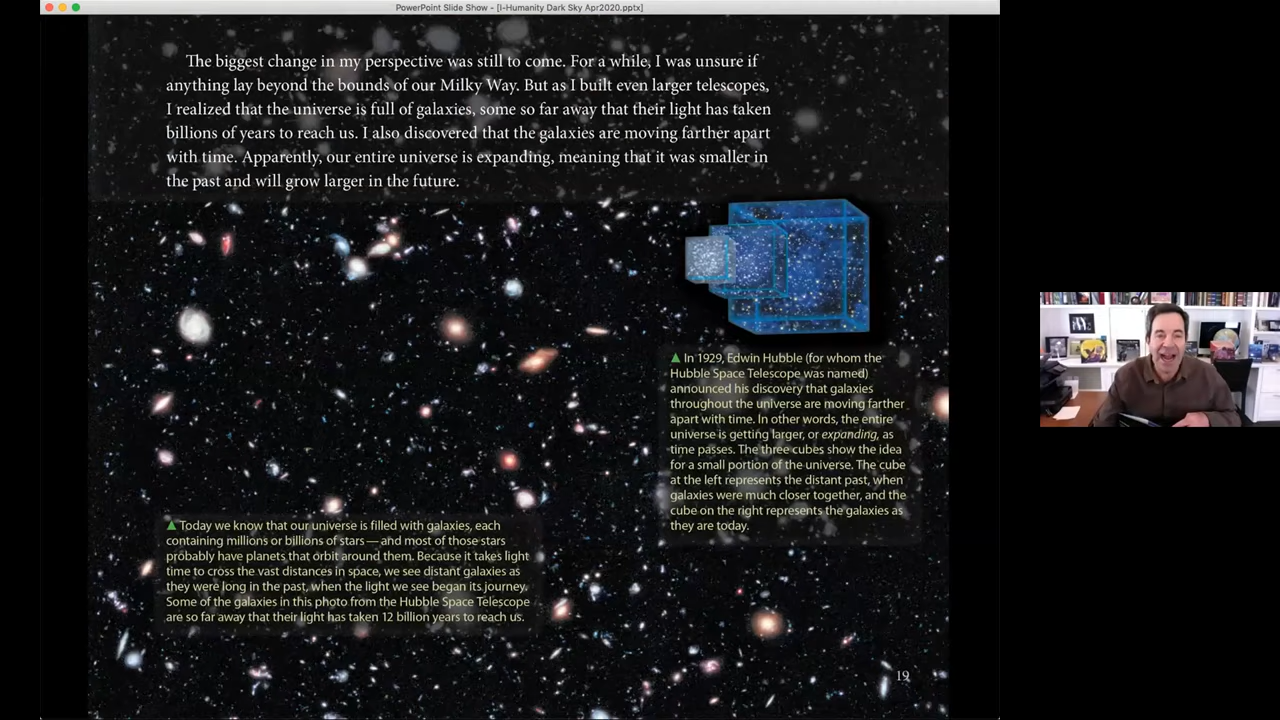 PowerPoint Slide Show - [I-Humanity Dark Sky Apr2020.pptx]
The biggest change in my perspective was still to come. For a while, I was unsure if
anything lay beyond the bounds of our Milky Way. But as I built even larger telescopes,
I realized that the universe is full of galaxies, some so far away that their light has taken
billions of years to reach us. I also discovered that the galaxies are moving farther apart
with time. Apparently, our entire universe is expanding, meaning that it was smaller in
the past and will grow larger in the future.
▲ In 1929, Edwin Hubble (for whom the
Hubble Space Telescope was named)
announced his discovery that galaxies
throughout the universe are moving farther
apart with time. In other words, the entire
universe is getting larger, or expanding, as
time passes. The three cubes show the idea
for a small portion of the universe. The cube
at the left represents the distant past, when
galaxies were much closer together, and the
cube on the right represents the galaxies as
they are today.
▲ Today we know that our universe is filled with galaxies, each
containing millions or billions of stars—and most of those stars
probably have planets that orbit around them. Because it takes light
time to cross the vast distances in space, we see distant galaxies as
they were long in the past, when the light we see began its journey.
Some of the galaxies in this photo from the Hubble Space Telescope
are so far away that their light has taken 12 billion years to reach us.
19